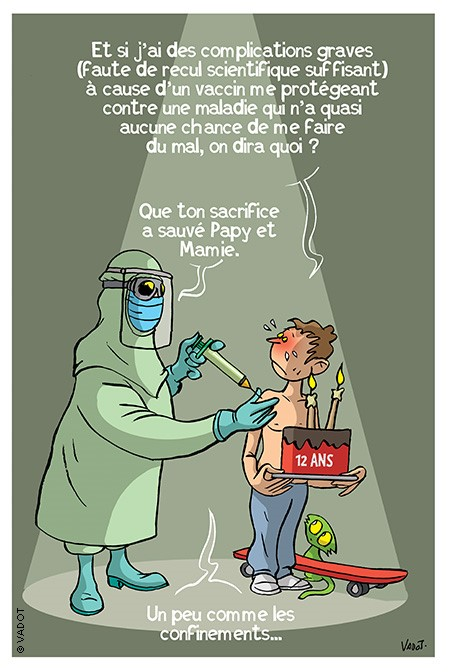 Et si j'ai des complications graves
(faute de recul scientifique suffisant)
à cause d'un vaccin me protégeant
contre une maladie qui n'a quasi
aucune chance de me faire
du mal, on dira quoi ?
Que ton sacrifice
a sauvé Papy et
Mamie.
12 ANS
Un peu comme les
confinements...
© VADOT
VADOT.